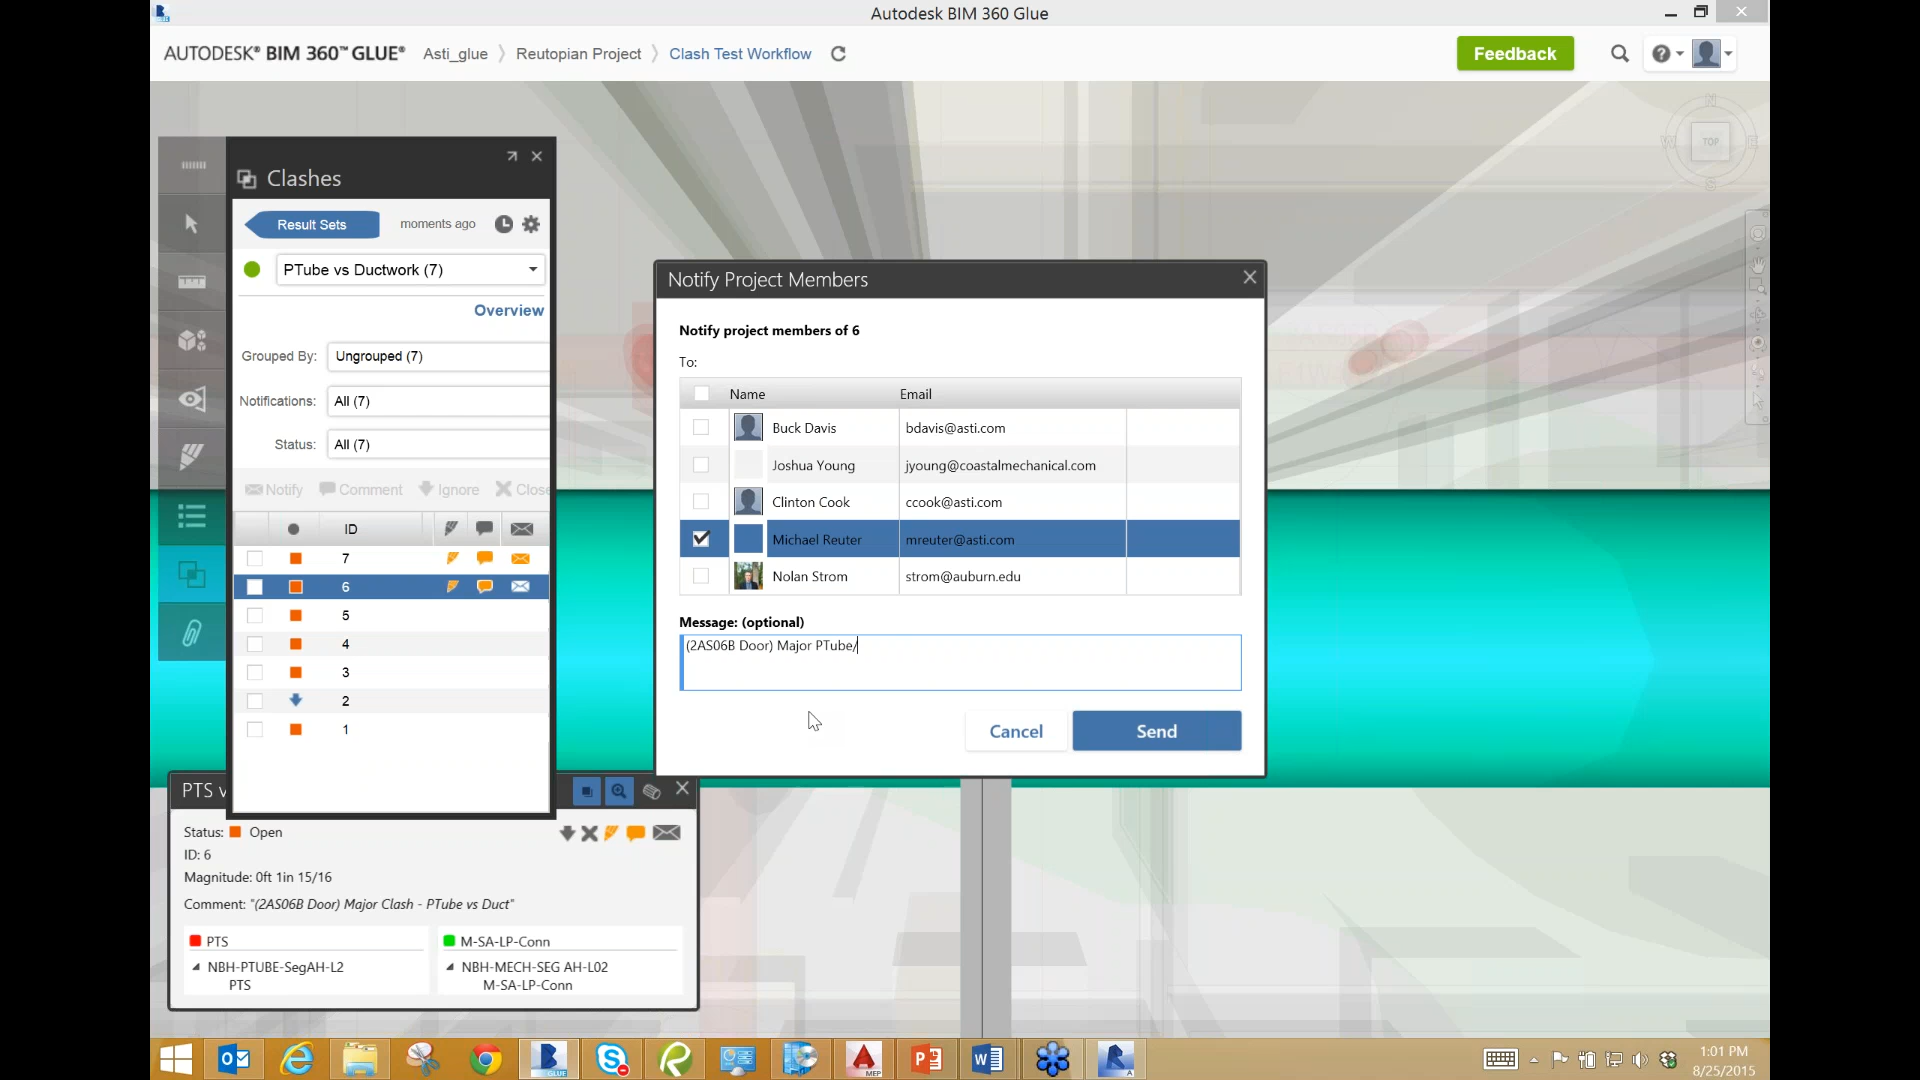 Autodesk BIM 360 Glue
AUTODESK® BIM 360™ GLUE® Asti_glue Reutopian Project Clash Test Workflow
Feedback
N
W TOP E
S
Clashes
Result Sets moments ago
PTube vs Ductwork (7)
Overview
Grouped By: Ungrouped (7)
Notifications: All (7)
Status: All (7)
Notify Comment Ignore Close
ID
7
6
5
4
3
2
1
Notify Project Members
Notify project members of 6
To:
Name Email
Buck Davis bdavis@asti.com
Joshua Young jyoung@coastalmechanical.com
Clinton Cook ccook@asti.com
Michael Reuter mreuter@asti.com
Nolan Strom strom@auburn.edu
Message: (optional)
(2AS06B Door) Major PTube/
Cancel Send
PTS v
Status: Open
ID: 6
Magnitude: 0ft 1in 15/16
Comment: "(2AS06B Door) Major Clash - PTube vs Duct"
PTS M-SA-LP-Conn
NBH-PTUBE-SegAH-L2 NBH-MECH-SEG AH-L02
PTS M-SA-LP-Conn
GLUE
MEP
A
1:01 PM
8/25/2015